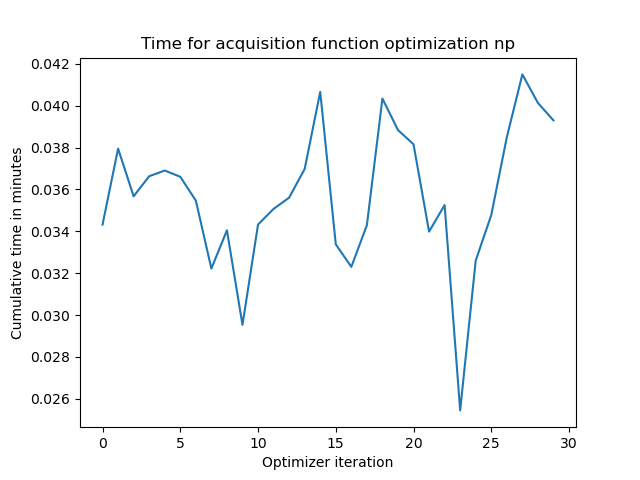 Time for acquisition function optimization np
0.042
0.040
0.038
0.036
0.034
0.032
0.030
0.028
0.026
Cumulative time in minutes
0 5 10 15 20 25 30
Optimizer iteration